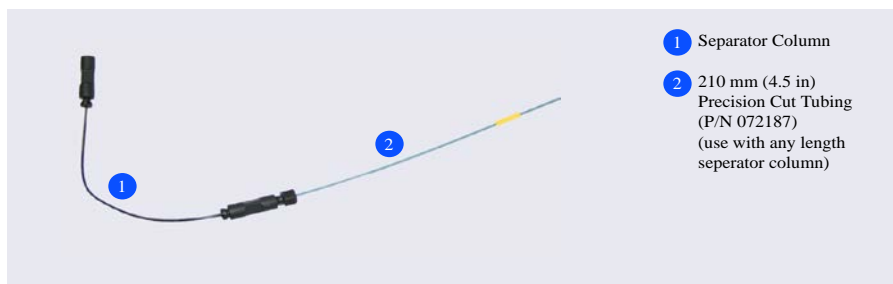 1 Separator Column
2 210 mm (4.5 in)
Precision Cut Tubing
(P/N 072187)
(use with any length
seperator column)
1
2